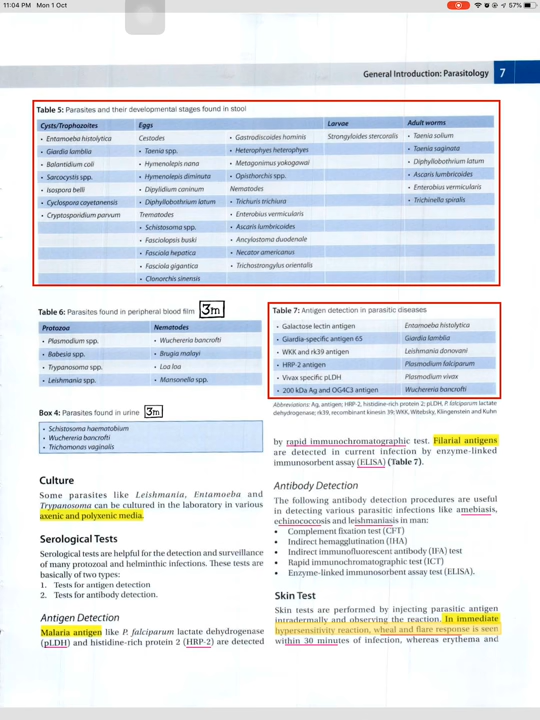 11:04 PM Mon 1 Oct
57%
General Introduction: Parasitology 7
Table 5: Parasites and their developmental stages found in stool
Cysts/Trophozoites Eggs Larvae Adult worms
• Entamoeba histolytica Cestodes • Gastrodiscoides hominis Strongyloides stercoralis • Taenia solium
• Giardia lamblia • Taenia spp. • Heterophyes heterophyes • Taenia saginata
• Balantidium coli • Hymenolepis nana • Metagonimus yokogawai • Diphyllobothrium latum
• Sarcocystis spp. • Hymenolepis diminuta • Opisthorchis spp. • Ascaris lumbricoides
• Isospora belli • Dipylidium caninum Nematodes • Enterobius vermicularis
• Cyclospora cayetanensis • Diphyllobothrium latum • Trichuris trichiura • Trichinella spiralis
• Cryptosporidium parvum Trematodes • Enterobius vermicularis
• Schistosoma spp. • Ascaris lumbricoides
• Fasciolopsis buski • Ancylostoma duodenale
• Fasciola hepatica • Necator americanus
• Fasciola gigantica • Trichostrongylus orientalis
• Clonorchis sinensis
Table 6: Parasites found in peripheral blood film 3m
Protozoa Nematodes
• Plasmodium spp. • Wuchereria bancrofti
• Babesia spp. • Brugia malayi
• Trypanosoma spp. • Loa loa
• Leishmania spp. • Mansonella spp.
Box 4: Parasites found in urine 3m
• Schistosoma haematobium
• Wuchereria bancrofti
• Trichomonas vaginalis
Culture
Some parasites like Leishmania, Entamoeba and
Trypanosoma can be cultured in the laboratory in various
axenic and polyxenic media.
Serological Tests
Serological tests are helpful for the detection and surveillance
of many protozoal and helminthic infections. These tests are
basically of two types:
1. Tests for antigen detection
2. Tests for antibody detection.
Antigen Detection
Malaria antigen like P. falciparum lactate dehydrogenase
(pLDH) and histidine-rich protein 2 (HRP-2) are detected
Table 7: Antigen detection in parasitic diseases
• Galactose lectin antigen Entamoeba histolytica
• Giardia-specific antigen 65 Giardia lamblia
• WKK and rk39 antigen Leishmania donovani
• HRP-2 antigen Plasmodium falciparum
• Vivax specific pLDH Plasmodium vivax
• 200 kDa Ag and OG4C3 antigen Wuchereria bancrofti
Abbreviations: Ag, antigen; HRP-2, histidine-rich protein 2; pLDH, P. falciparum lactate
dehydrogenase; rk39, recombinant kinesin 39; WKK, Witebsky, Klingenstein and Kuhn
by rapid immunochromatographic test. Filarial antigens
are detected in current infection by enzyme-linked
immunosorbent assay (ELISA) (Table 7).
Antibody Detection
The following antibody detection procedures are useful
in detecting various parasitic infections like amebiasis,
echinococcosis and leishmaniasis in man:
• Complement fixation test (CFT)
• Indirect hemagglutination (IHA)
• Indirect immunofluorescent antibody (IFA) test
• Rapid immunochromatographic test (ICT)
• Enzyme-linked immunosorbent assay test (ELISA).
Skin Test
Skin tests are performed by injecting parasitic antigen
intradermally and observing the reaction. In immediate
hypersensitivity reaction, wheal and flare response is seen
within 30 minutes of infection, whereas erythema and